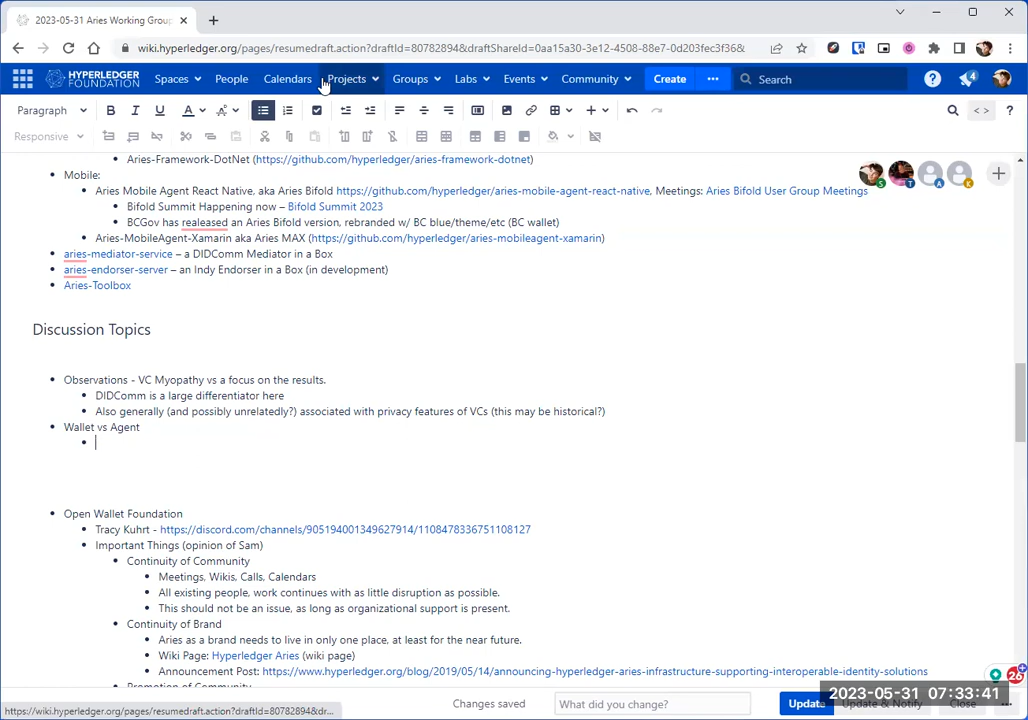 2023-05-31 Aries Working Group
wiki.hyperledger.org/pages/resumedraft.action?draftId=80782894&draftShareId=0aa15a30-3e12-4508-88e7-0d203fec3f36&
HYPERLEDGER FOUNDATION Spaces People Calendars Projects Groups Labs Events Community Create Search
Paragraph B I U A
Responsive
Aries-Framework-DotNet (https://github.com/hyperledger/aries-framework-dotnet)
Mobile:
Aries Mobile Agent React Native, aka Aries Bifold https://github.com/hyperledger/aries-mobile-agent-react-native, Meetings: Aries Bifold User Group Meetings
Bifold Summit Happening now – Bifold Summit 2023
BCGov has realeased an Aries Bifold version, rebranded w/ BC blue/theme/etc (BC wallet)
Aries-MobileAgent-Xamarin aka Aries MAX (https://github.com/hyperledger/aries-mobileagent-xamarin)
aries-mediator-service – a DIDComm Mediator in a Box
aries-endorser-server – an Indy Endorser in a Box (in development)
Aries-Toolbox
Discussion Topics
Observations - VC Myopathy vs a focus on the results.
DIDComm is a large differentiator here
Also generally (and possibly unrelatedly?) associated with privacy features of VCs (this may be historical?)
Wallet vs Agent
Open Wallet Foundation
Tracy Kuhrt - https://discord.com/channels/905194001349627914/1108478336751108127
Important Things (opinion of Sam)
Continuity of Community
Meetings, Wikis, Calls, Calendars
All existing people, work continues with as little disruption as possible.
This should not be an issue, as long as organizational support is present.
Continuity of Brand
Aries as a brand needs to live in only one place, at least for the near future.
Wiki Page: Hyperledger Aries (wiki page)
Announcement Post: https://www.hyperledger.org/blog/2019/05/14/announcing-hyperledger-aries-infrastructure-supporting-interoperable-identity-solutions
Promotion of Community
Changes saved What did you change? Update Update & Notify Close
26
2023-05-31 07:33:41
https://wiki.hyperledger.org/pages/resumedraft.action?draftId=80782894&dr...